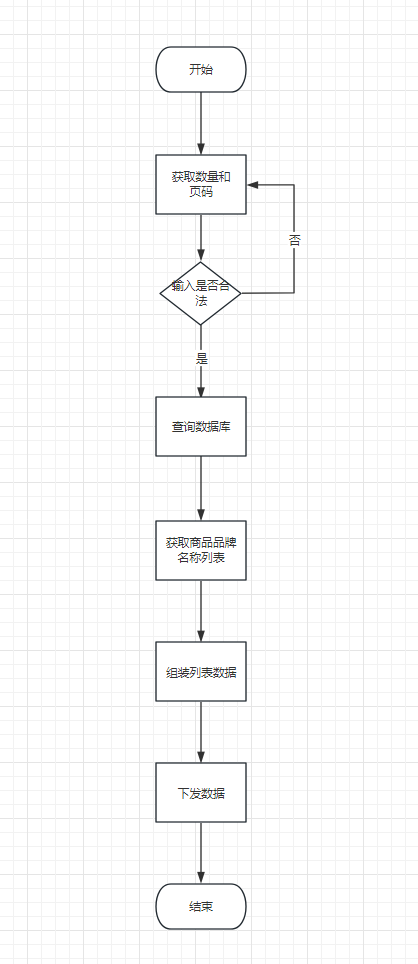 开始
获取数量和
页码
否
输入是否合
法
是
查询数据库
获取商品品牌
名称列表
组装列表数据
下发数据
结束